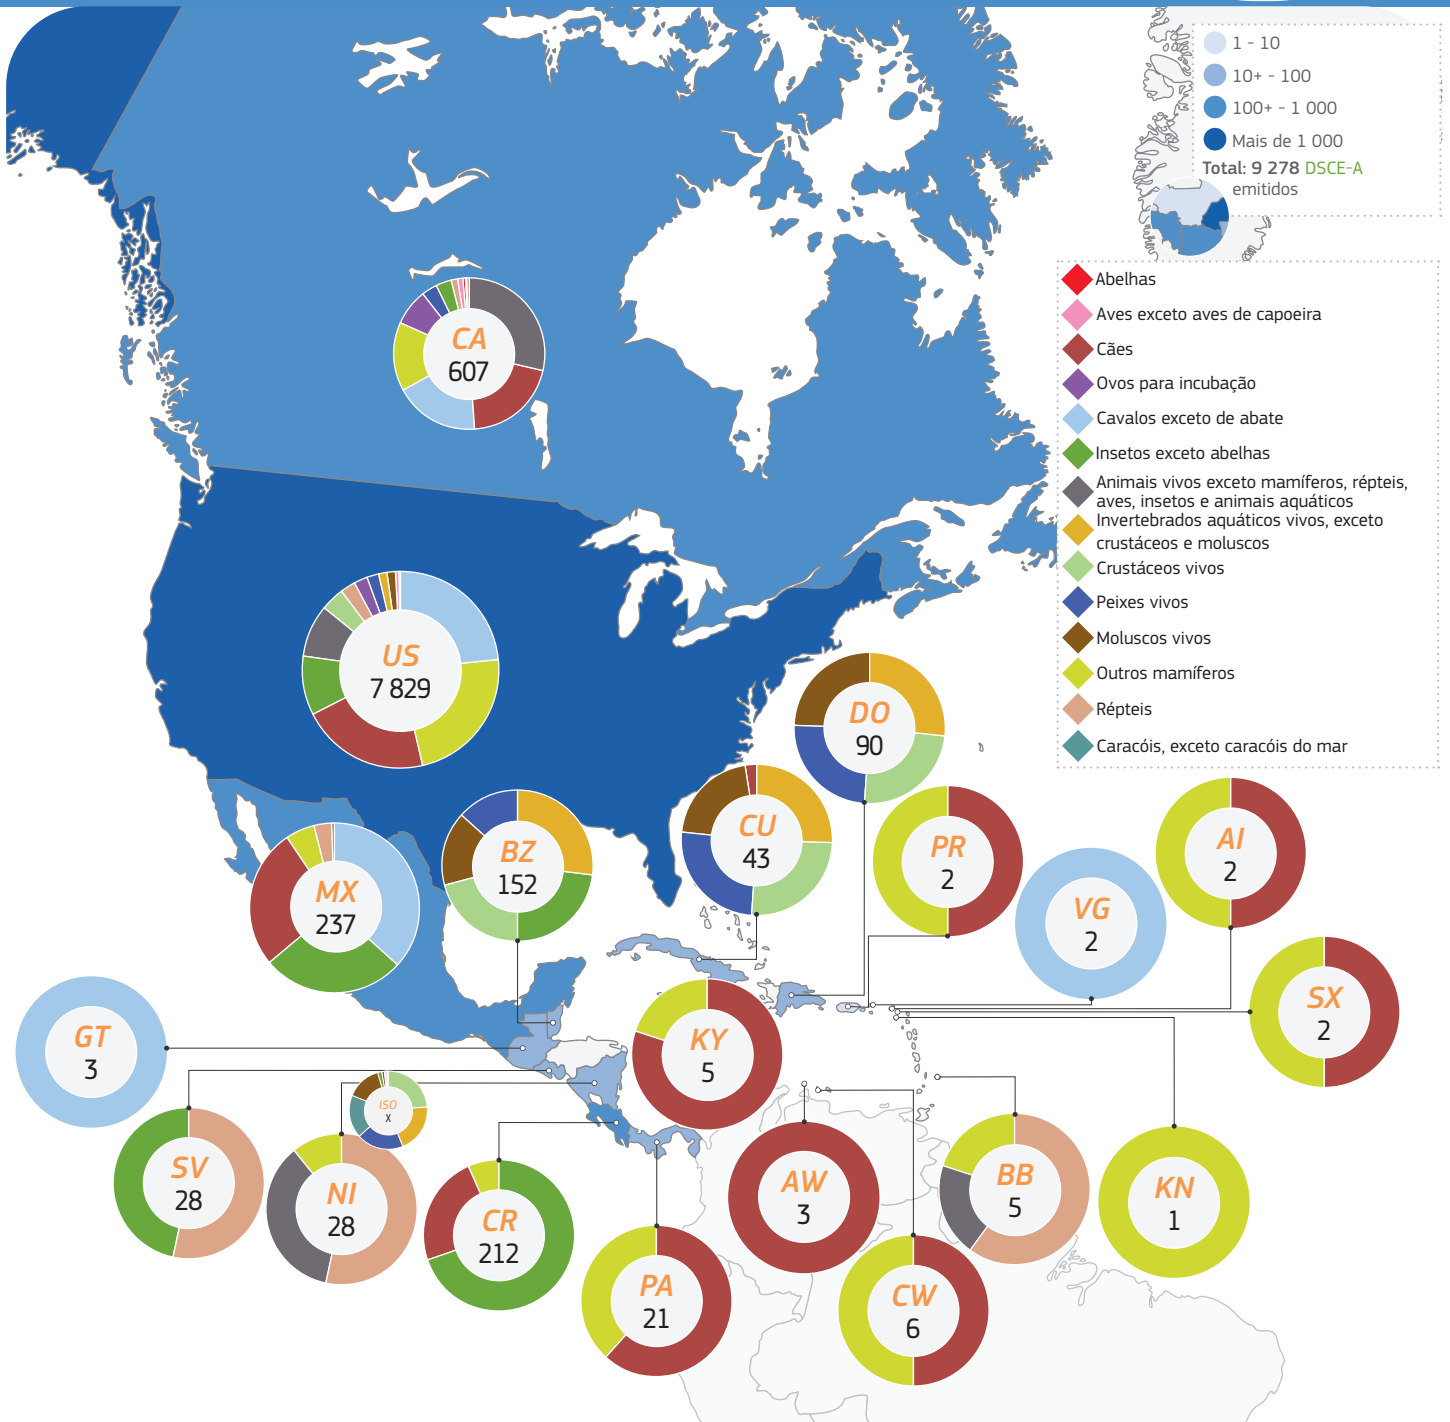 1 - 10
10+ - 100
100+ - 1 000
Mais de 1 000
Total: 9 278 DSCE-A
emitidos
Abelhas
Aves exceto aves de capoeira
Cães
Ovos para incubação
Cavalos exceto de abate
Insetos exceto abelhas
Animais vivos exceto mamíferos, répteis,
aves, insetos e animais aquáticos
Invertebrados aquáticos vivos, exceto
crustáceos e moluscos
Crustáceos vivos
Peixes vivos
Moluscos vivos
Outros mamíferos
Répteis
Caracóis, exceto caracóis do mar
CA
607
US
7 829
DO
90
CU
43
BZ
152
MX
237
PR
2
AI
2
VG
2
SX
2
GT
3
KY
5
ISO
X
SV
28
NI
28
CR
212
PA
21
AW
3
CW
6
BB
5
KN
1